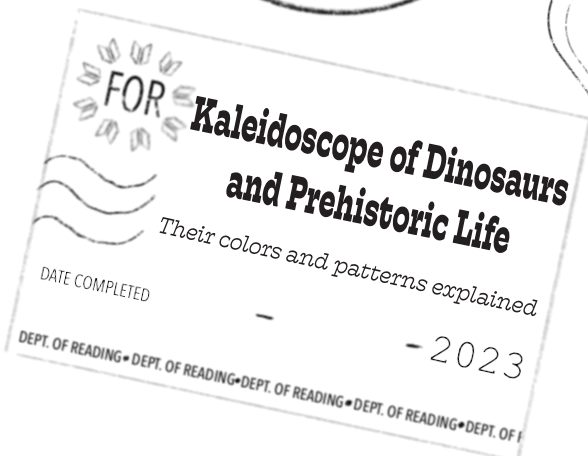 FOR
Kaleidoscope of Dinosaurs
and Prehistoric Life
Their colors and patterns explained
DATE COMPLETED
- - 2023
DEPT. OF READING• DEPT. OF READING•DEPT. OF READING•DEPT. OF READING•DEPT. OF